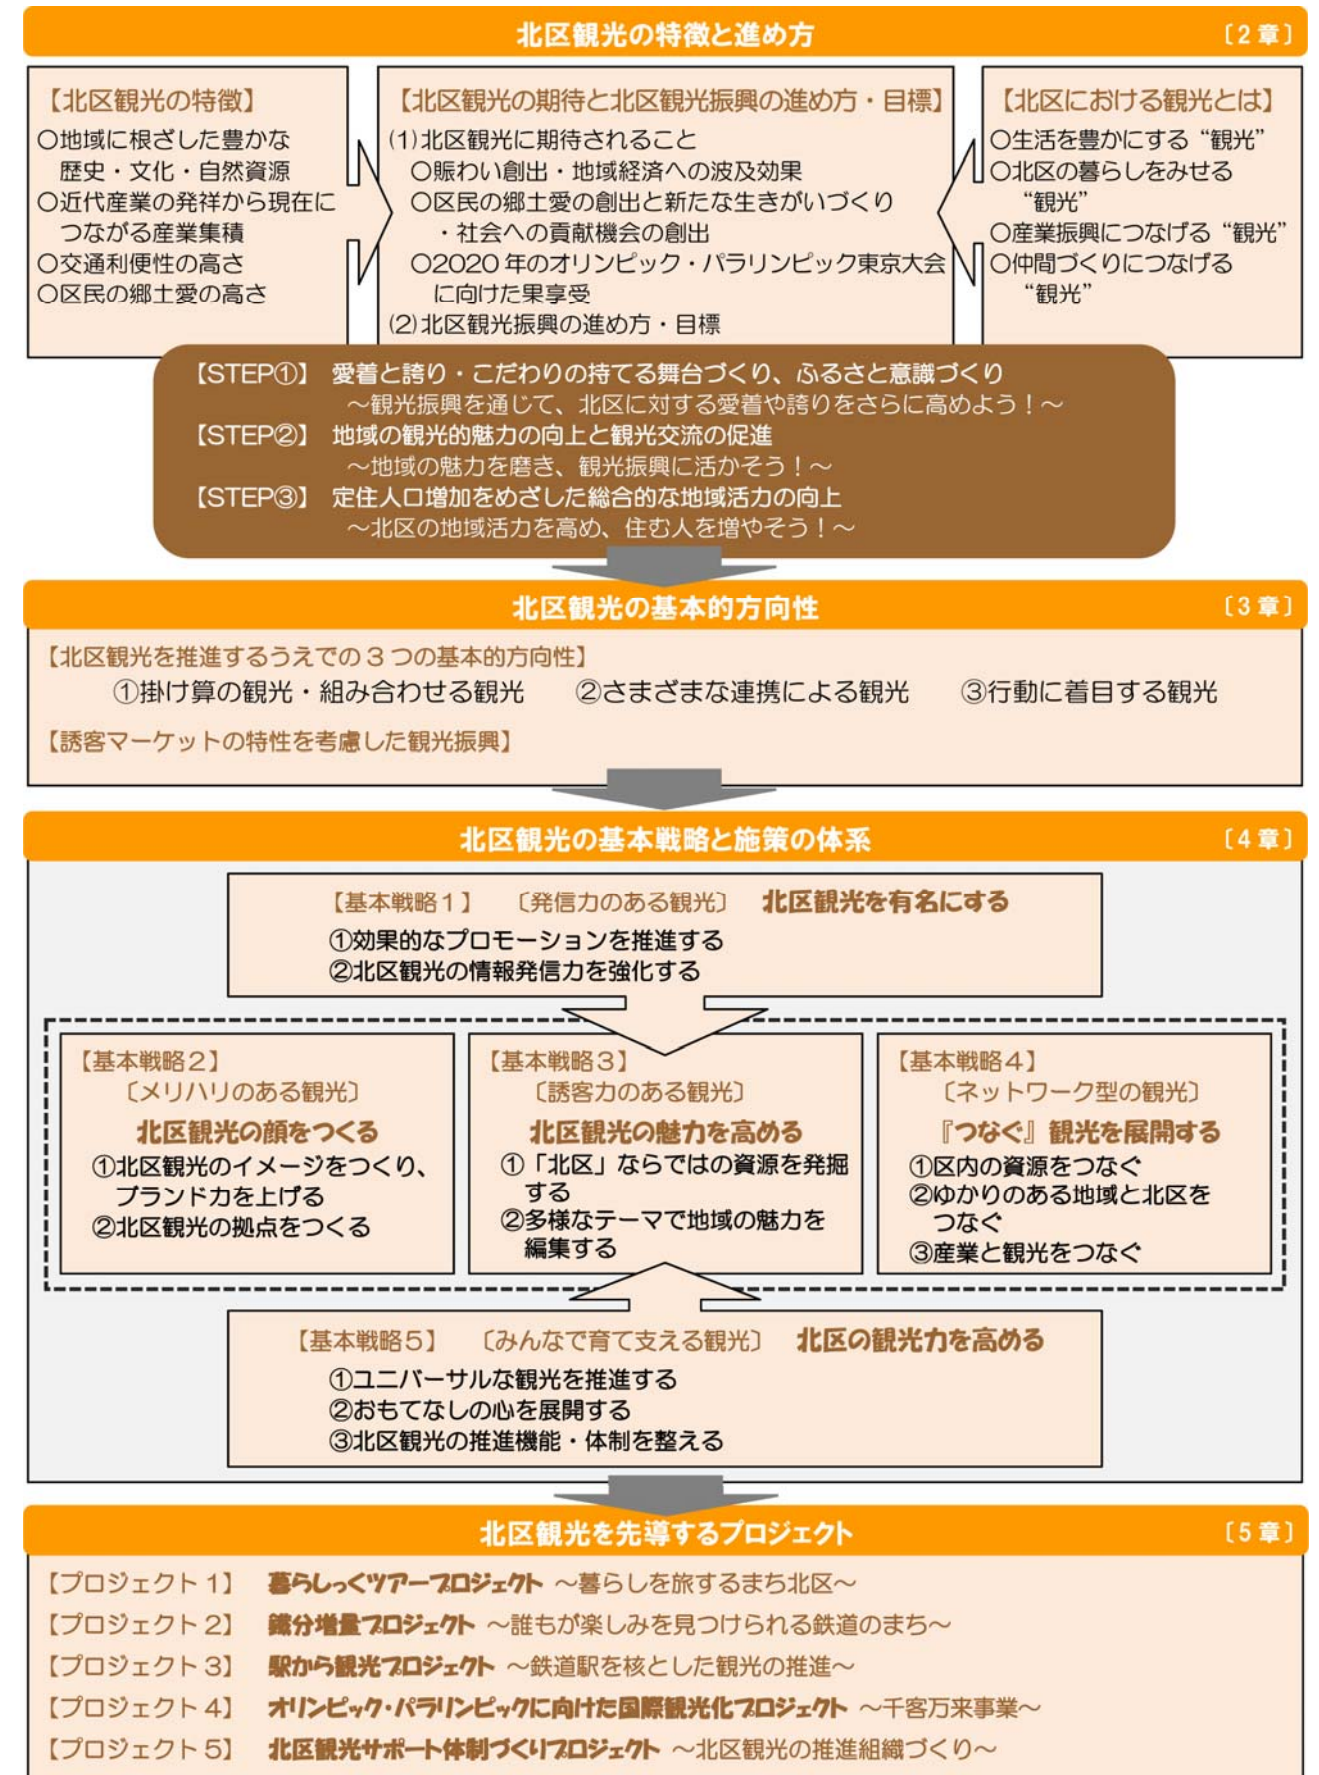 北区観光の特徴と進め方
〔2章〕
【北区観光の特徴】
○地域に根ざした豊かな
歴史・文化・自然資源
○近代産業の発祥から現在に
つながる産業集積
○交通利便性の高さ
○区民の郷土愛の高さ
【北区観光の期待と北区観光振興の進め方・目標】
(1)北区観光に期待されること
○賑わい創出・地域経済への波及効果
○区民の郷土愛の創出と新たな生きがいづくり
・社会への貢献機会の創出
○2020年のオリンピック・パラリンピック東京大会
に向けた果享受
(2)北区観光振興の進め方・目標
【北区における観光とは】
○生活を豊かにする“観光”
○北区の暮らしをみせる
“観光”
○産業振興につなげる“観光”
○仲間づくりにつなげる
“観光”
【STEP①】 愛着と誇り・こだわりの持てる舞台づくり、ふるさと意識づくり
～観光振興を通じて、北区に対する愛着や誇りをさらに高めよう！～
【STEP②】 地域の観光的魅力の向上と観光交流の促進
～地域の魅力を磨き、観光振興に活かそう！～
【STEP③】 定住人口増加をめざした総合的な地域活力の向上
～北区の地域活力を高め、住む人を増やそう！～
北区観光の基本的方向性
〔3章〕
【北区観光を推進するうえでの3つの基本的方向性】
①掛け算の観光・組み合わせる観光 ②さまざまな連携による観光 ③行動に着目する観光
【誘客マーケットの特性を考慮した観光振興】
北区観光の基本戦略と施策の体系
〔4章〕
【基本戦略1】 〔発信力のある観光〕 北区観光を有名にする
①効果的なプロモーションを推進する
②北区観光の情報発信力を強化する
【基本戦略2】
〔メリハリのある観光〕
北区観光の顔をつくる
①北区観光のイメージをつくり、
ブランド力を上げる
②北区観光の拠点をつくる
【基本戦略3】
〔誘客力のある観光〕
北区観光の魅力を高める
①「北区」ならではの資源を発掘
する
②多様なテーマで地域の魅力を
編集する
【基本戦略4】
〔ネットワーク型の観光〕
『つなぐ』観光を展開する
①区内の資源をつなぐ
②ゆかりのある地域と北区を
つなぐ
③産業と観光をつなぐ
【基本戦略5】 〔みんなで育て支える観光〕 北区の観光力を高める
①ユニバーサルな観光を推進する
②おもてなしの心を展開する
③北区観光の推進機能・体制を整える
北区観光を先導するプロジェクト
〔5章〕
【プロジェクト1】 暮らしっくツアープロジェクト ～暮らしを旅するまち北区～
【プロジェクト2】 鐵分増量プロジェクト ～誰もが楽しみを見つけられる鉄道のまち～
【プロジェクト3】 駅から観光プロジェクト ～鉄道駅を核とした観光の推進～
【プロジェクト4】 オリンピック・パラリンピックに向けた国際観光化プロジェクト ～千客万来事業～
【プロジェクト5】 北区観光サポート体制づくりプロジェクト ～北区観光の推進組織づくり～